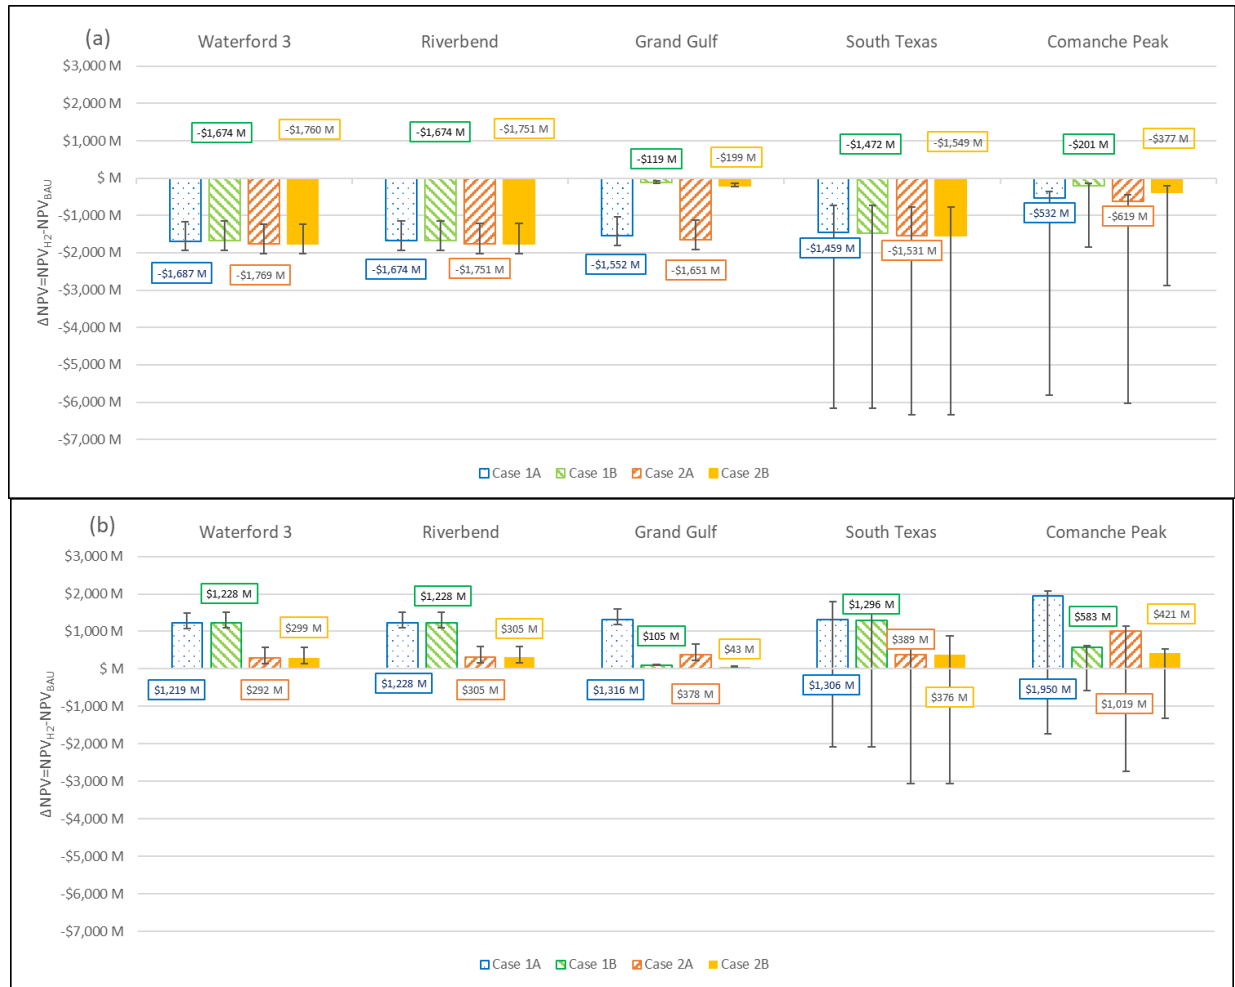 (a)
Waterford 3 Riverbend Grand Gulf South Texas Comanche Peak
ΔNPV=NPV_H2-NPV_BAU
$3,000 M
$2,000 M
$1,000 M
$ M
-$1,000 M
-$2,000 M
-$3,000 M
-$4,000 M
-$5,000 M
-$6,000 M
-$7,000 M
-$1,674 M -$1,760 M -$1,674 M -$1,751 M -$119 M -$199 M -$1,472 M -$1,549 M -$201 M -$377 M
-$1,687 M -$1,769 M -$1,674 M -$1,751 M -$1,552 M -$1,651 M -$1,459 M -$1,531 M -$532 M -$619 M
Case 1A Case 1B Case 2A Case 2B
(b)
Waterford 3 Riverbend Grand Gulf South Texas Comanche Peak
ΔNPV=NPV_H2-NPV_BAU
$3,000 M
$2,000 M
$1,000 M
$ M
-$1,000 M
-$2,000 M
-$3,000 M
-$4,000 M
-$5,000 M
-$6,000 M
-$7,000 M
$1,228 M $299 M $1,228 M $305 M $105 M $43 M $1,296 M $389 M $583 M $421 M
$1,219 M $292 M $1,228 M $305 M $1,316 M $378 M $1,306 M $376 M $1,950 M $1,019 M
Case 1A Case 1B Case 2A Case 2B